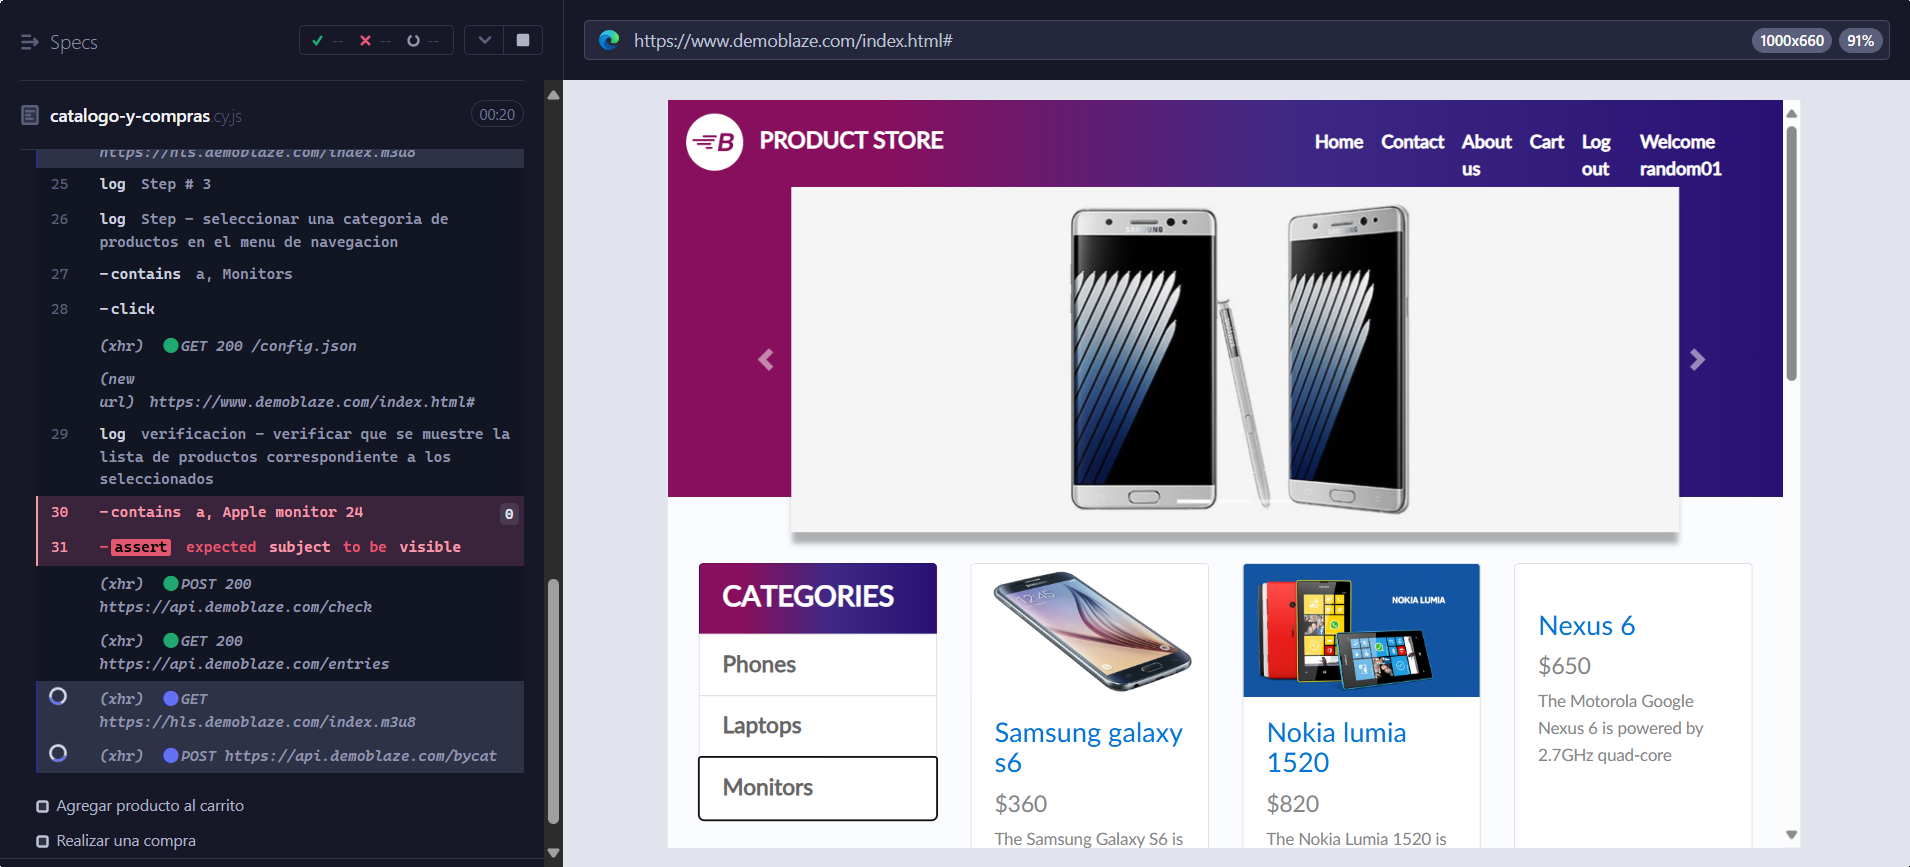 Specs
-- -- --
https://www.demoblaze.com/index.html#
1000x660
91%
catalogo-y-compras.cy.js
00:20
https://hls.demoblaze.com/index.m3u8
25 log Step # 3
26 log Step – seleccionar una categoria de
productos en el menu de navegacion
27 -contains a, Monitors
28 -click
(xhr) GET 200 /config.json
(new
url) https://www.demoblaze.com/index.html#
29 log verificacion – verificar que se muestre la
lista de productos correspondiente a los
seleccionados
30 -contains a, Apple monitor 24 0
31 -assert expected subject to be visible
(xhr) POST 200
https://api.demoblaze.com/check
(xhr) GET 200
https://api.demoblaze.com/entries
(xhr) GET
https://hls.demoblaze.com/index.m3u8
(xhr) POST https://api.demoblaze.com/bycat
Agregar producto al carrito
Realizar una compra
B
PRODUCT STORE
Home Contact About Cart Log Welcome
us out random01
SAMSUNG
CATEGORIES
Phones
Laptops
Monitors
12:45
Samsung galaxy
s6
$360
The Samsung Galaxy S6 is
NOKIA LUMIA
Nokia lumia
1520
$820
The Nokia Lumia 1520 is
Nexus 6
$650
The Motorola Google
Nexus 6 is powered by
2.7GHz quad-core